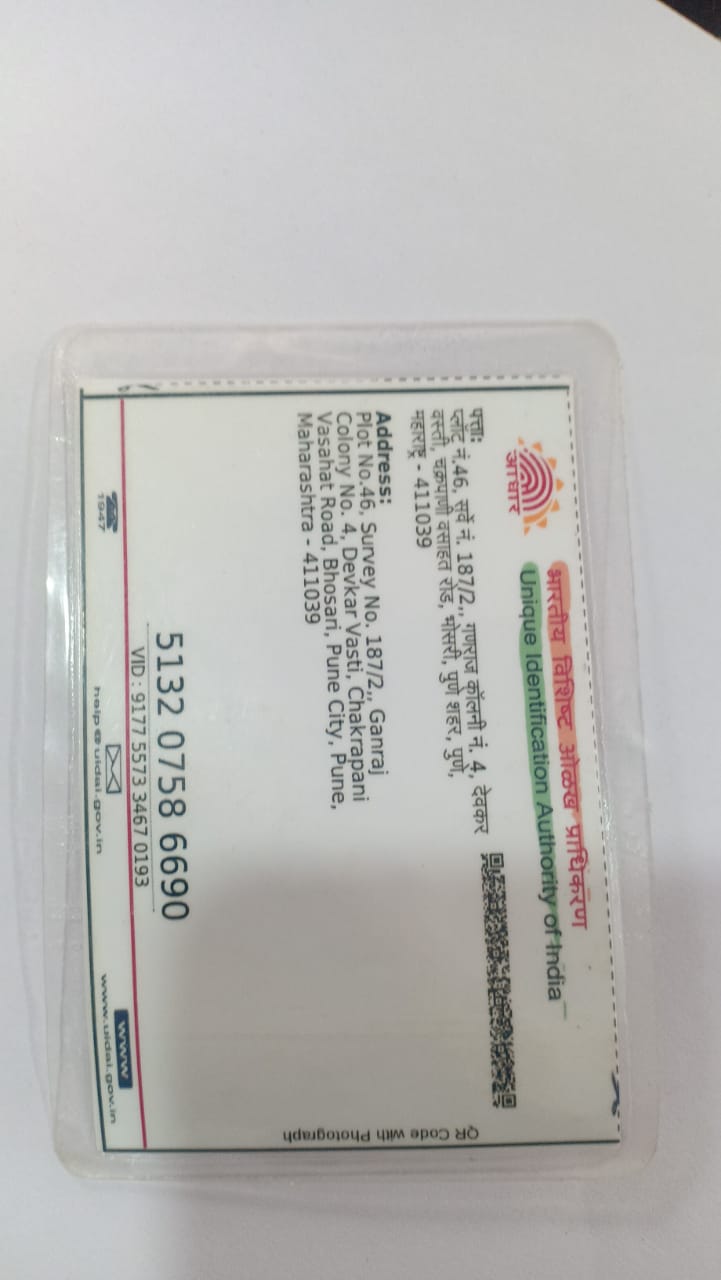 भारतीय विशिष्ट ओळख प्राधिकरण
Unique Identification Authority of India
आधार
पत्ता:
प्लॉट नं.46, सर्वे नं. 187/2,, गणराज कॉलनी नं. 4, देवकर
वस्ती, चक्रपाणी वसाहत रोड, भोसरी, पुणे शहर, पुणे,
महाराष्ट्र - 411039
Address:
Plot No.46, Survey No. 187/2,, Ganraj
Colony No. 4, Devkar Vasti, Chakrapani
Vasahat Road, Bhosari, Pune City, Pune,
Maharashtra - 411039
QR Code with Photograph
5132 0758 6690
VID : 9177 5573 3467 0193
1947
help@uidai.gov.in
www
www.uidai.gov.in